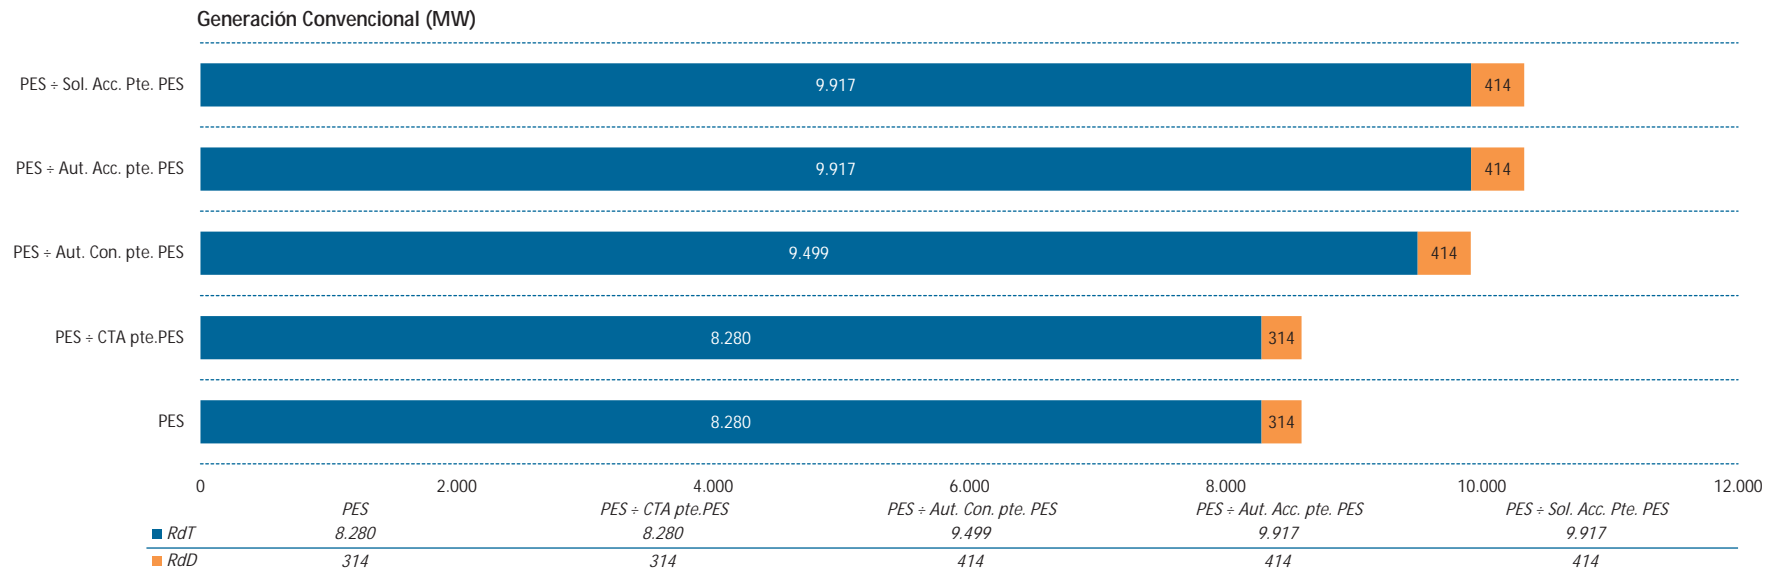 Generación Convencional (MW)
PES ÷ Sol. Acc. Pte. PES 9.917 414
PES ÷ Aut. Acc. pte. PES 9.917 414
PES ÷ Aut. Con. pte. PES 9.499 414
PES ÷ CTA pte.PES 8.280 314
PES 8.280 314
0 2.000 4.000 6.000 8.000 10.000 12.000
PES PES ÷ CTA pte.PES PES ÷ Aut. Con. pte. PES PES ÷ Aut. Acc. pte. PES PES ÷ Sol. Acc. Pte. PES
RdT 8.280 8.280 9.499 9.917 9.917
RdD 314 314 414 414 414